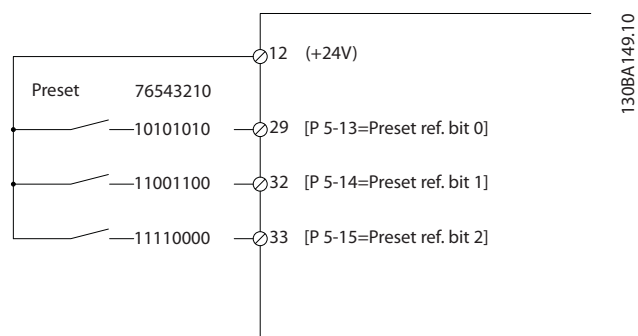 12 (+24V)
Preset 76543210
10101010 29 [P 5-13=Preset ref. bit 0]
11001100 32 [P 5-14=Preset ref. bit 1]
11110000 33 [P 5-15=Preset ref. bit 2]
130BA149.10